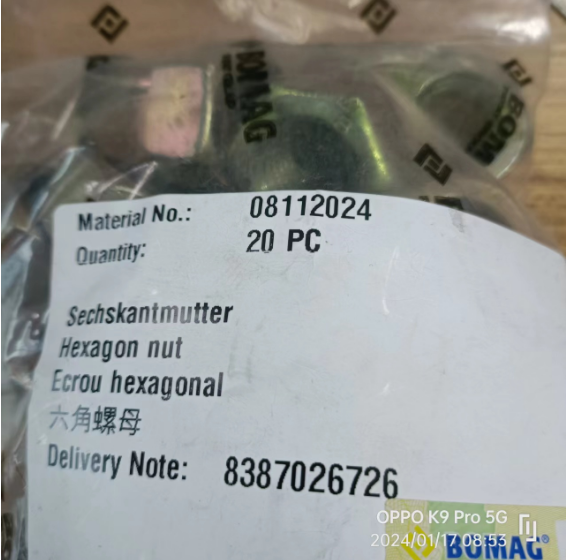 BOMAG
BOM
Material No.: 08112024
Quantity: 20 PC
Sechskantmutter
Hexagon nut
Ecrou hexagonal
六角螺母
Delivery Note: 8387026726
OPPO K9 Pro 5G
2024/01/17 08:53
BOMAG®